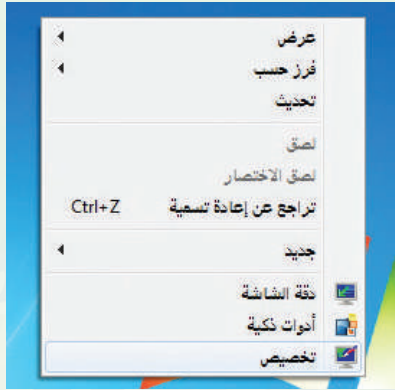 عرض
فرز حسب
تحديث
لصق
لصق الاختصار
تراجع عن إعادة تسمية Ctrl+Z
جديد
دقة الشاشة
أدوات ذكية
تخصيص